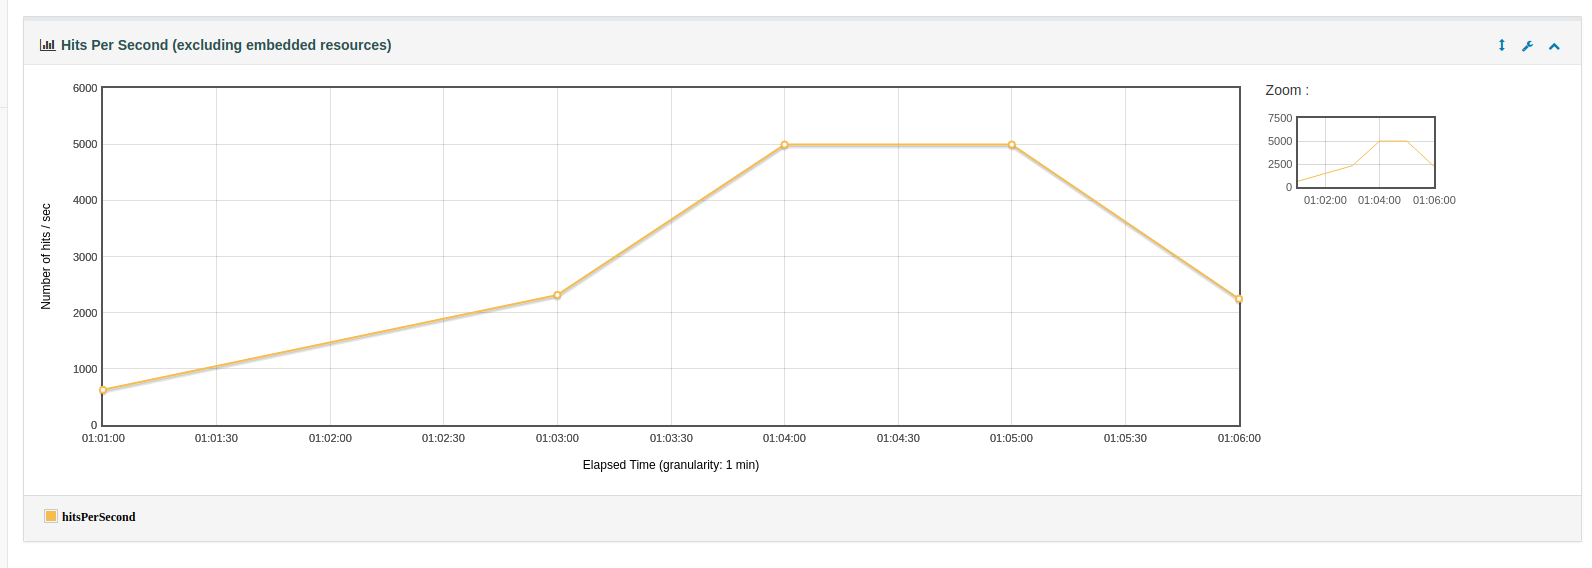 Hits Per Second (excluding embedded resources)
Zoom :
6000
5000
4000
3000
2000
1000
0
Number of hits / sec
01:01:00 01:01:30 01:02:00 01:02:30 01:03:00 01:03:30 01:04:00 01:04:30 01:05:00 01:05:30 01:06:00
Elapsed Time (granularity: 1 min)
7500
5000
2500
0
01:02:00 01:04:00 01:06:00
hitsPerSecond